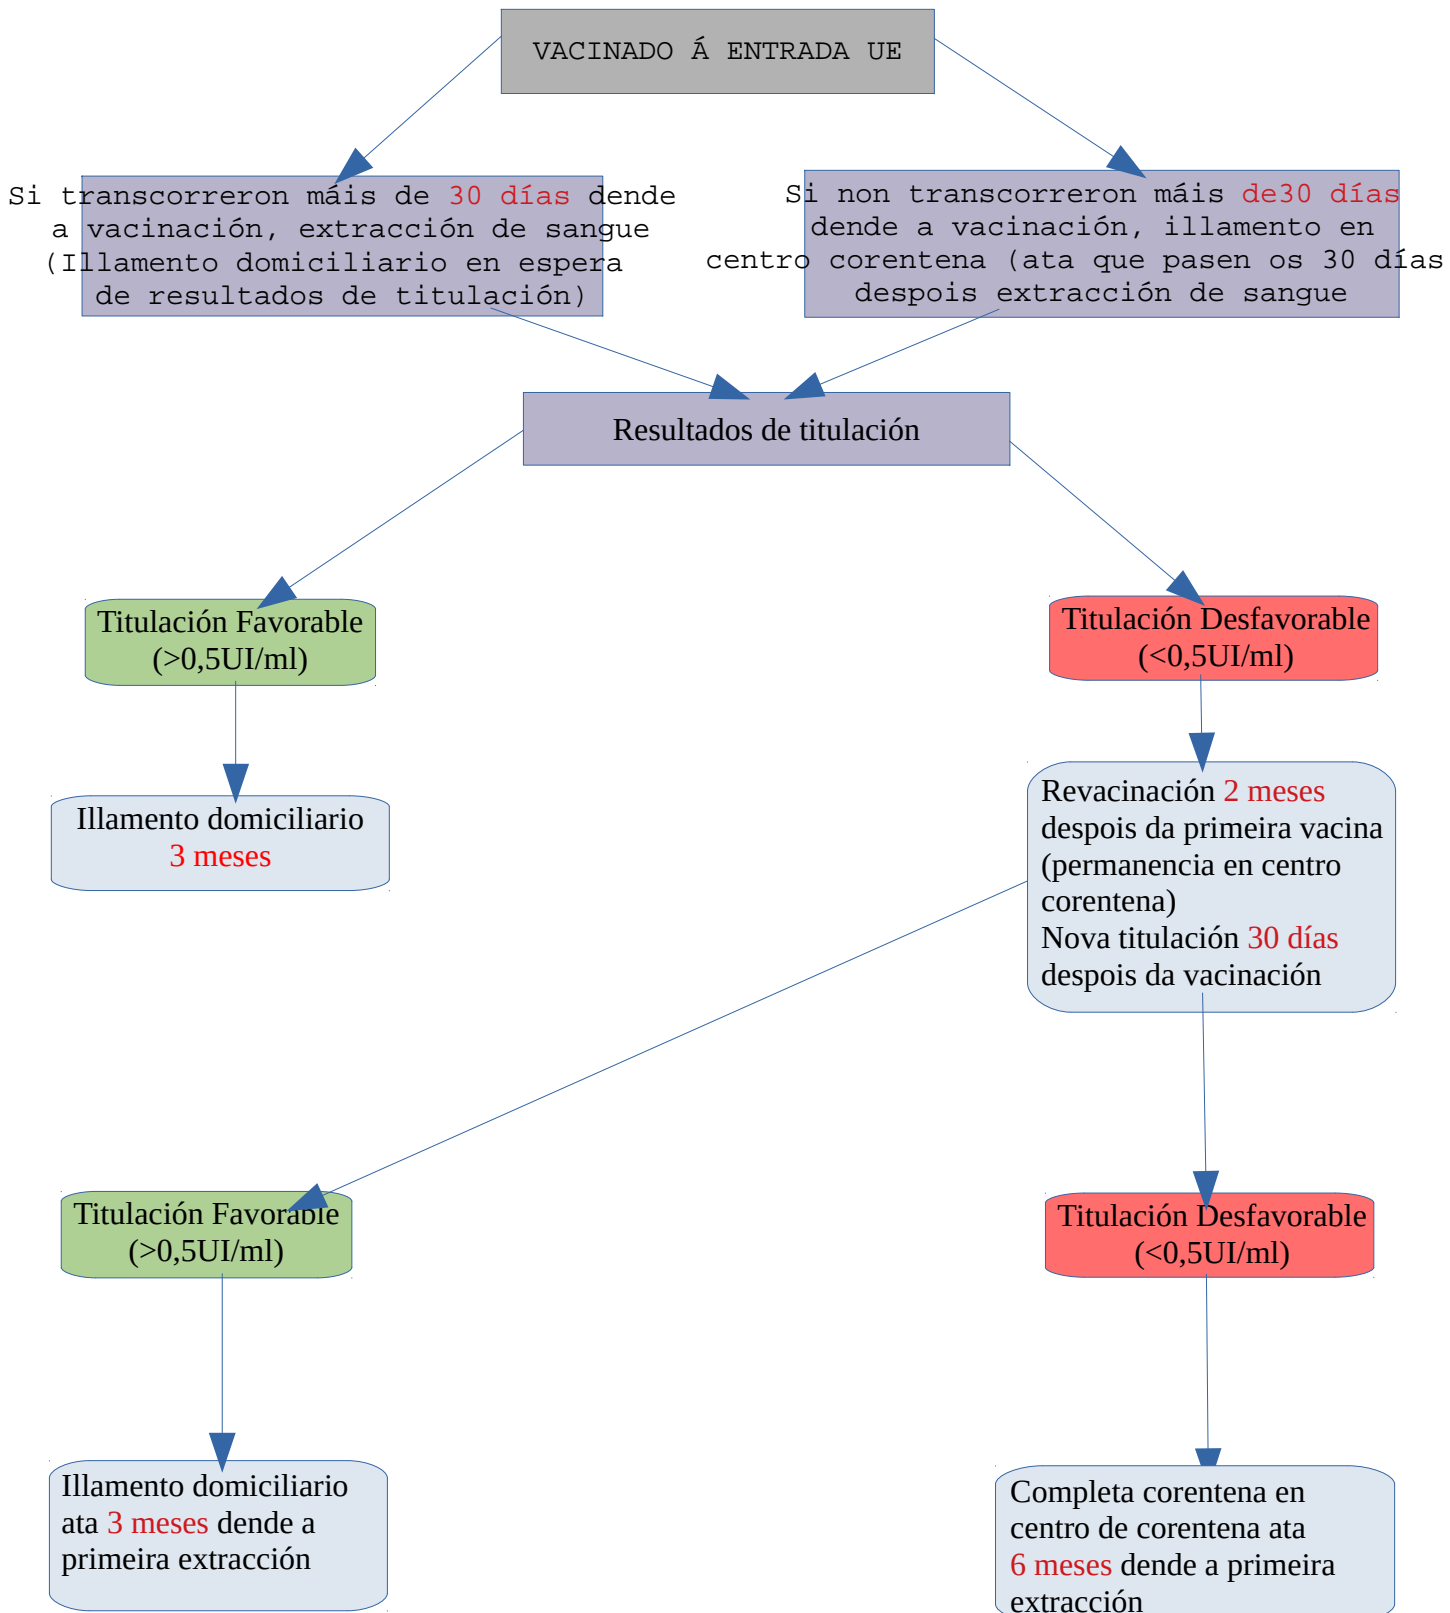 VACINADO Á ENTRADA UE
Si transcorreron máis de 30 días dende
a vacinación, extracción de sangue
(Illamento domiciliario en espera
de resultados de titulación)
Si non transcorreron máis de30 días
dende a vacinación, illamento en
centro corentena (ata que pasen os 30 días
despois extracción de sangue
Resultados de titulación
Titulación Favorable
(>0,5UI/ml)
Titulación Desfavorable
(<0,5UI/ml)
Illamento domiciliario
3 meses
Revacinación 2 meses
despois da primeira vacina
(permanencia en centro
corentena)
Nova titulación 30 días
despois da vacinación
Titulación Favorable
(>0,5UI/ml)
Titulación Desfavorable
(<0,5UI/ml)
Illamento domiciliario
ata 3 meses dende a
primeira extracción
Completa corentena en
centro de corentena ata
6 meses dende a primeira
extracción